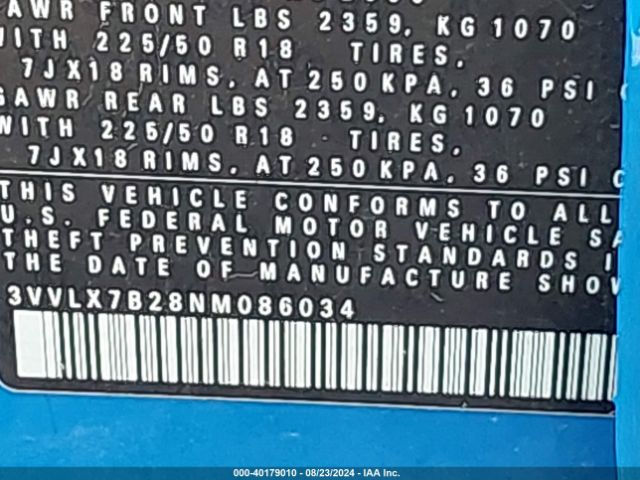 GAWR FRONT LBS 2359. KG 1070
WITH 225/50 R18 TIRES.
7JX18 RIMS. AT 250 KPA. 36 PSI
GAWR REAR LBS 2359. KG 1070
WITH 225/50 R18 TIRES.
7JX18 RIMS. AT 250 KPA. 36 PSI C
THIS VEHICLE CONFORMS TO ALL
U.S. FEDERAL MOTOR VEHICLE SA
THEFT PREVENTION STANDARDS I
THE DATE OF MANUFACTURE SHOW
3VVLX7B28NM086034
000-40179010 - 08/23/2024 - IAA Inc.